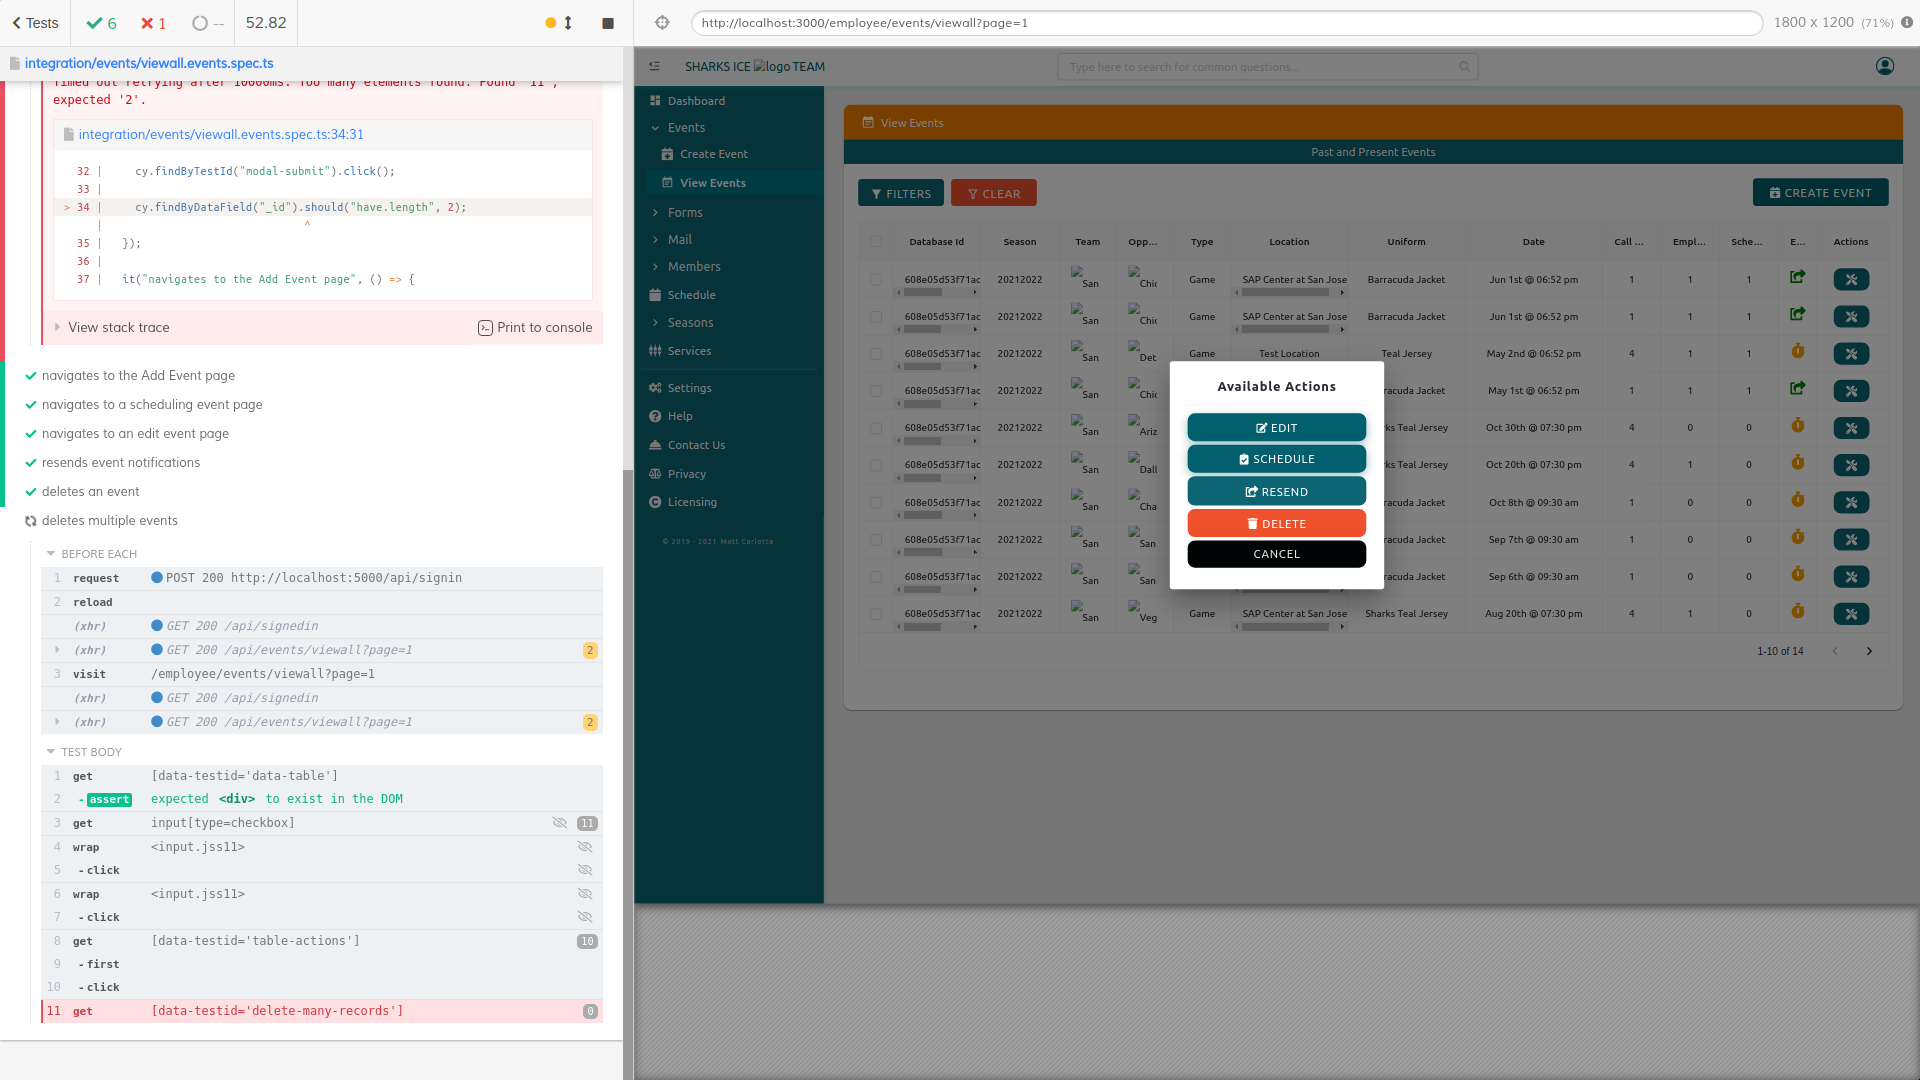 Tests
6
1
--
52.82
http://localhost:3000/employee/events/viewall?page=1
1800 x 1200 (71%)
integration/events/viewall.events.spec.ts
Timed out retrying after 10000ms: Too many elements found. Found '11',
expected '2'.
integration/events/viewall.events.spec.ts:34:31
32 | cy.findByTestId("modal-submit").click();
33 |
> 34 | cy.findByDataField("_id").should("have.length", 2);
| ^
35 | });
36 |
37 | it("navigates to the Add Event page", () => {
View stack trace
Print to console
navigates to the Add Event page
navigates to a scheduling event page
navigates to an edit event page
resends event notifications
deletes an event
deletes multiple events
BEFORE EACH
1 request POST 200 http://localhost:5000/api/signin
2 reload
(xhr) GET 200 /api/signedin
(xhr) GET 200 /api/events/viewall?page=1 2
3 visit /employee/events/viewall?page=1
(xhr) GET 200 /api/signedin
(xhr) GET 200 /api/events/viewall?page=1 2
TEST BODY
1 get [data-testid='data-table']
2 -assert expected <div> to exist in the DOM
3 get input[type=checkbox] 11
4 wrap <input.jss11>
5 -click
6 wrap <input.jss11>
7 -click
8 get [data-testid='table-actions'] 10
9 -first
10 -click
11 get [data-testid='delete-many-records'] 0
SHARKS ICE logo TEAM
Type here to search for common questions...
Dashboard
Events
Create Event
View Events
Forms
Mail
Members
Schedule
Seasons
Services
Settings
Help
Contact Us
Privacy
Licensing
© 2019 - 2021 Matt Carlotta
View Events
Past and Present Events
FILTERS
CLEAR
CREATE EVENT
Database Id Season Team Opp... Type Location Uniform Date Call ... Empl... Sche... E... Actions
608e05d53f71ac 20212022 San Chic Game SAP Center at San Jose Barracuda Jacket Jun 1st @ 06:52 pm 1 1 1
608e05d53f71ac 20212022 San Chic Game SAP Center at San Jose Barracuda Jacket Jun 1st @ 06:52 pm 1 1 1
608e05d53f71ac 20212022 San Det Game Test Location Teal Jersey May 2nd @ 06:52 pm 4 1 1
608e05d53f71ac 20212022 San Chic racuda Jacket May 1st @ 06:52 pm 1 1 1
608e05d53f71ac 20212022 San Ariz ks Teal Jersey Oct 30th @ 07:30 pm 4 0 0
608e05d53f71ac 20212022 San Dall ks Teal Jersey Oct 20th @ 07:30 pm 4 1 0
608e05d53f71ac 20212022 San Cha racuda Jacket Oct 8th @ 09:30 am 1 0 0
608e05d53f71ac 20212022 San San racuda Jacket Sep 7th @ 09:30 am 1 0 0
608e05d53f71ac 20212022 San San racuda Jacket Sep 6th @ 09:30 am 1 0 0
608e05d53f71ac 20212022 San Veg Game SAP Center at San Jose Sharks Teal Jersey Aug 20th @ 07:30 pm 4 1 0
1-10 of 14
Available Actions
EDIT
SCHEDULE
RESEND
DELETE
CANCEL